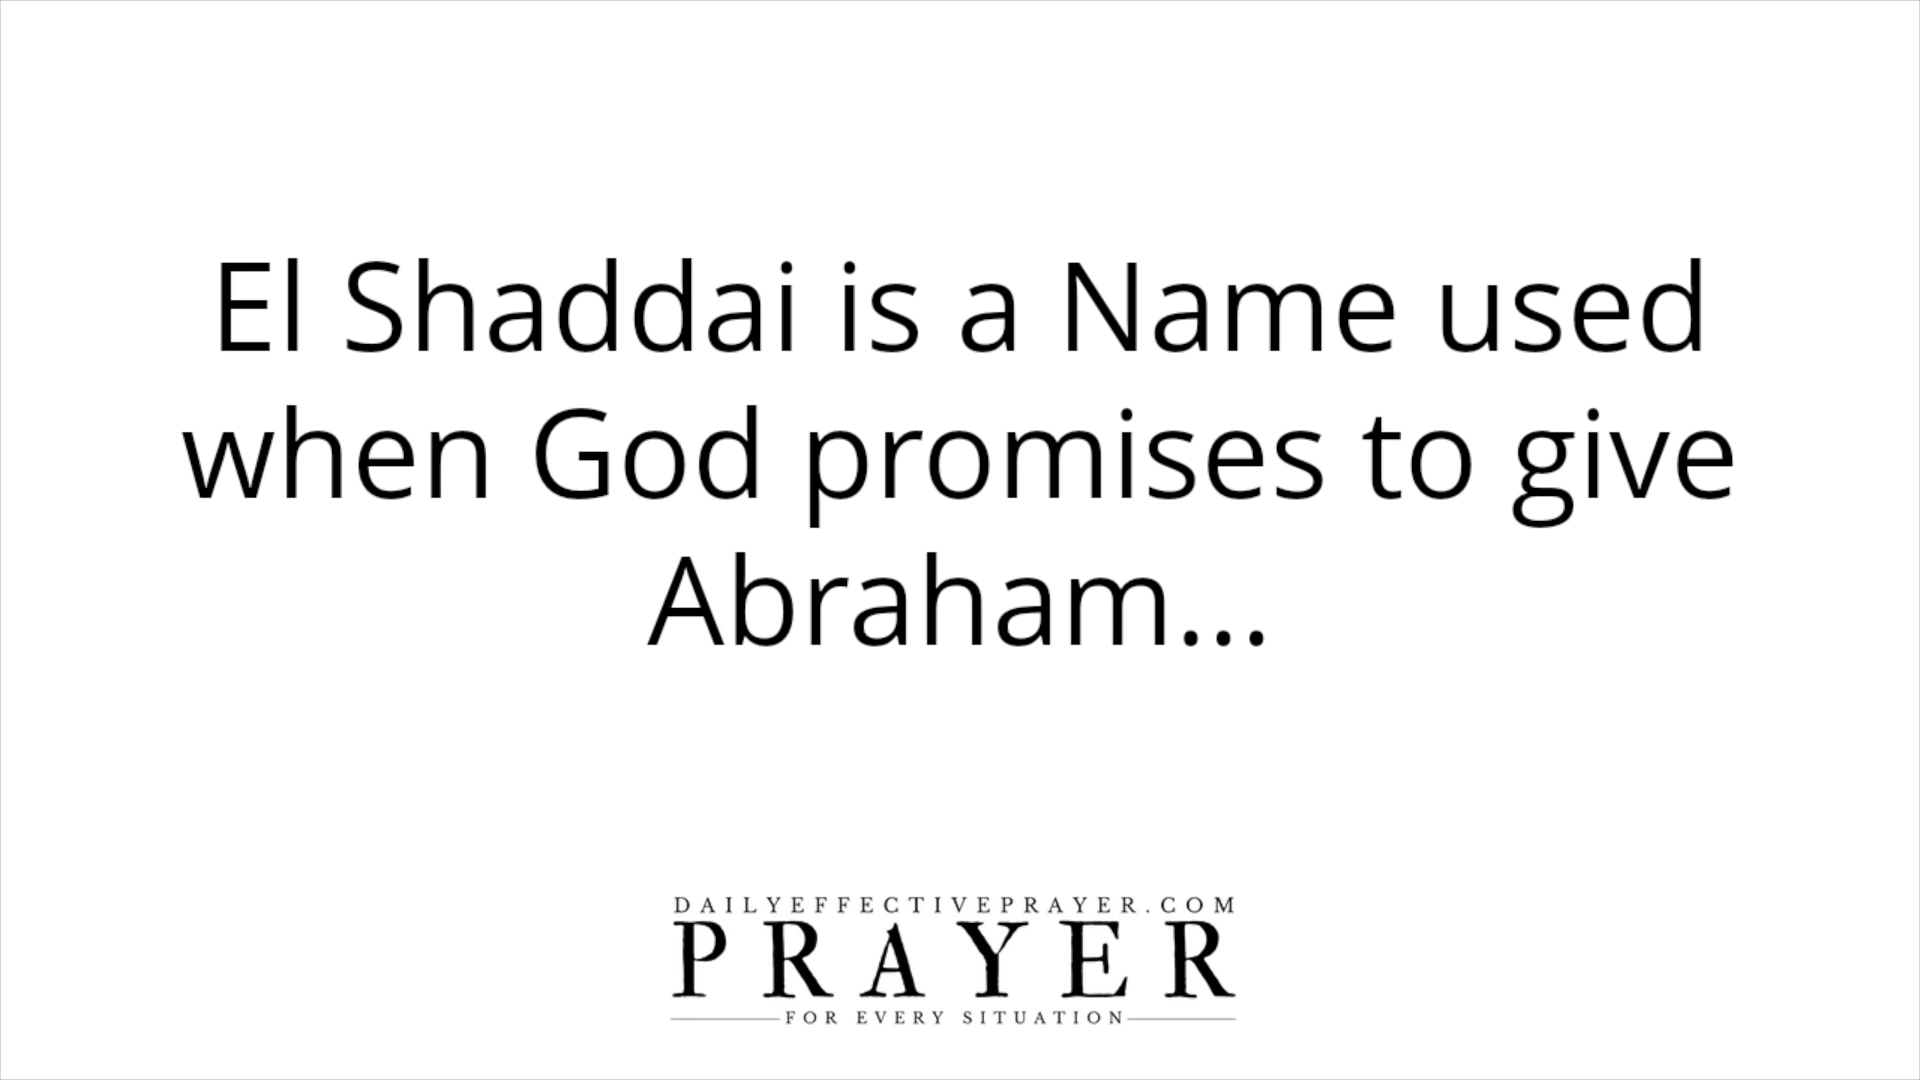 El Shaddai is a Name used
when God promises to give
Abraham...
DAILYEFFECTIVEPRAYER.COM
PRAYER
FOR EVERY SITUATION